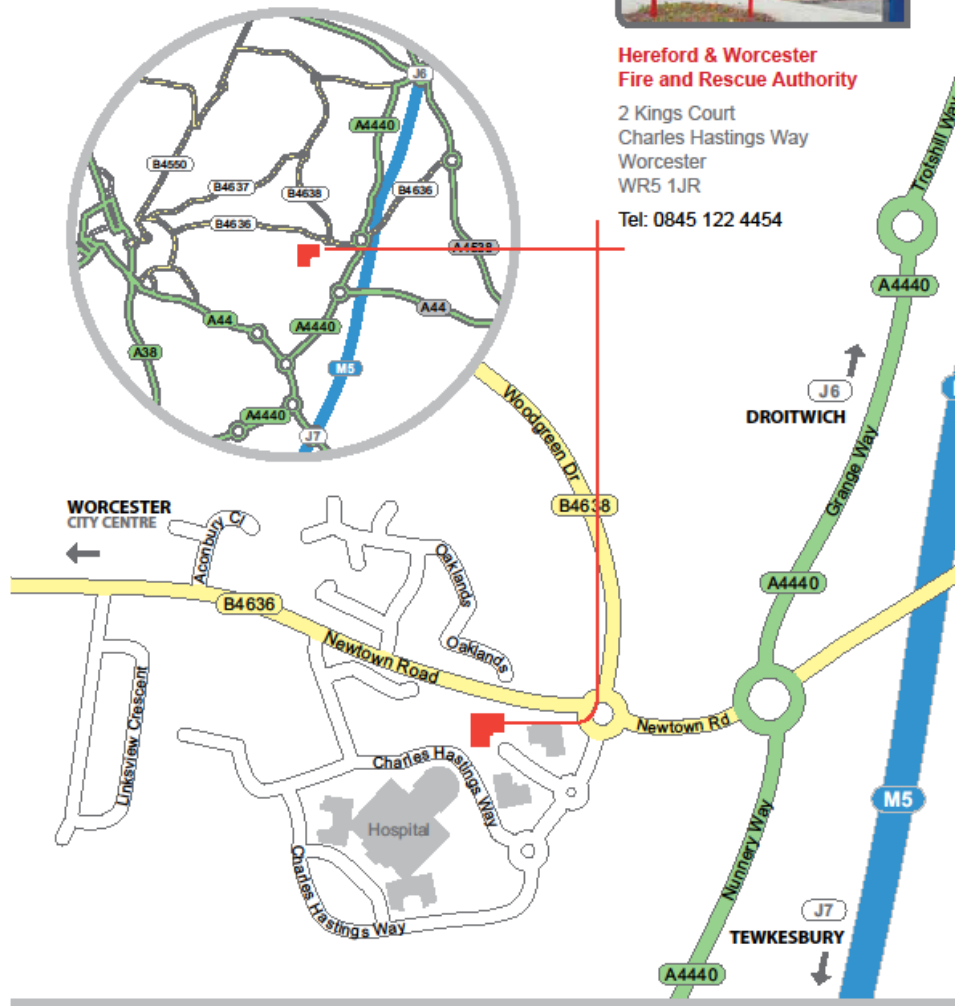 Hereford & Worcester
Fire and Rescue Authority
2 Kings Court
Charles Hastings Way
Worcester
WR5 1JR
Tel: 0845 122 4454
J6
A4440
B4550
B4637
B4638
B4636
B4636
A4538
A44
A44
A4440
A38
M5
A4440
J7
Trotshill Way
A4440
J6
DROITWICH
Grange Way
Woodgreen Dr
B4638
WORCESTER
CITY CENTRE
Aconbury Cl
Oaklands
A4440
B4636
Newtown Road
Oaklands
Linksview Crescent
Newtown Rd
Charles Hastings Way
M5
Hospital
Nunnery Way
Charles Hastings Way
J7
TEWKESBURY
A4440